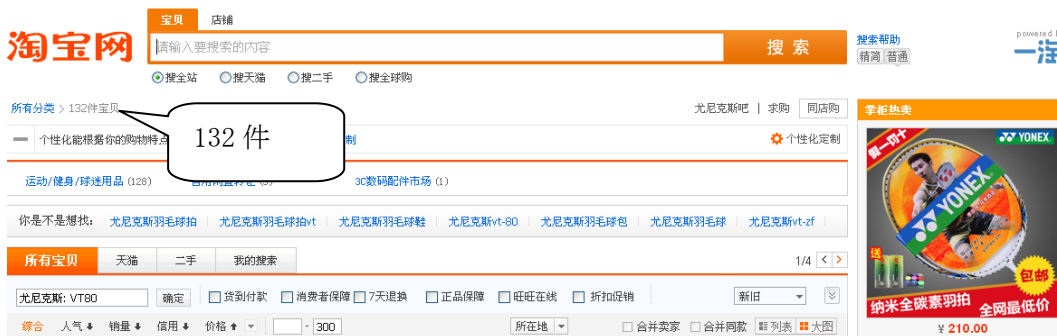 宝贝 店铺
淘宝网 请输入要搜索的内容 搜索 搜索帮助 powered
精简 普通 一淘
搜全站 搜天猫 搜二手 搜全球购
所有分类 > 132件宝贝 尤尼克斯吧 | 求购 同店购 掌柜热卖
132 件
个性化能根据你的购物特点 制 个性化定制
买一切十 YONEX
运动/健身/球迷用品 (128) 3C数码配件市场 (1)
YONEX
你是不是想找: 尤尼克斯羽毛球拍 尤尼克斯羽毛球拍vt 尤尼克斯羽毛球鞋 尤尼克斯vt-80 尤尼克斯羽毛球包 尤尼克斯羽毛球 尤尼克斯vt-zf
所有宝贝 天猫 二手 我的搜索 1/4 < >
送 包邮
尤尼克斯: VT80 确定 货到付款 消费者保障 7天退换 正品保障 旺旺在线 折扣促销 新旧
纳米全碳素羽拍 全网最低价
综合 人气 销量 信用 价格 - 300 所在地 合并卖家 合并同款 列表 大图
¥ 210.00